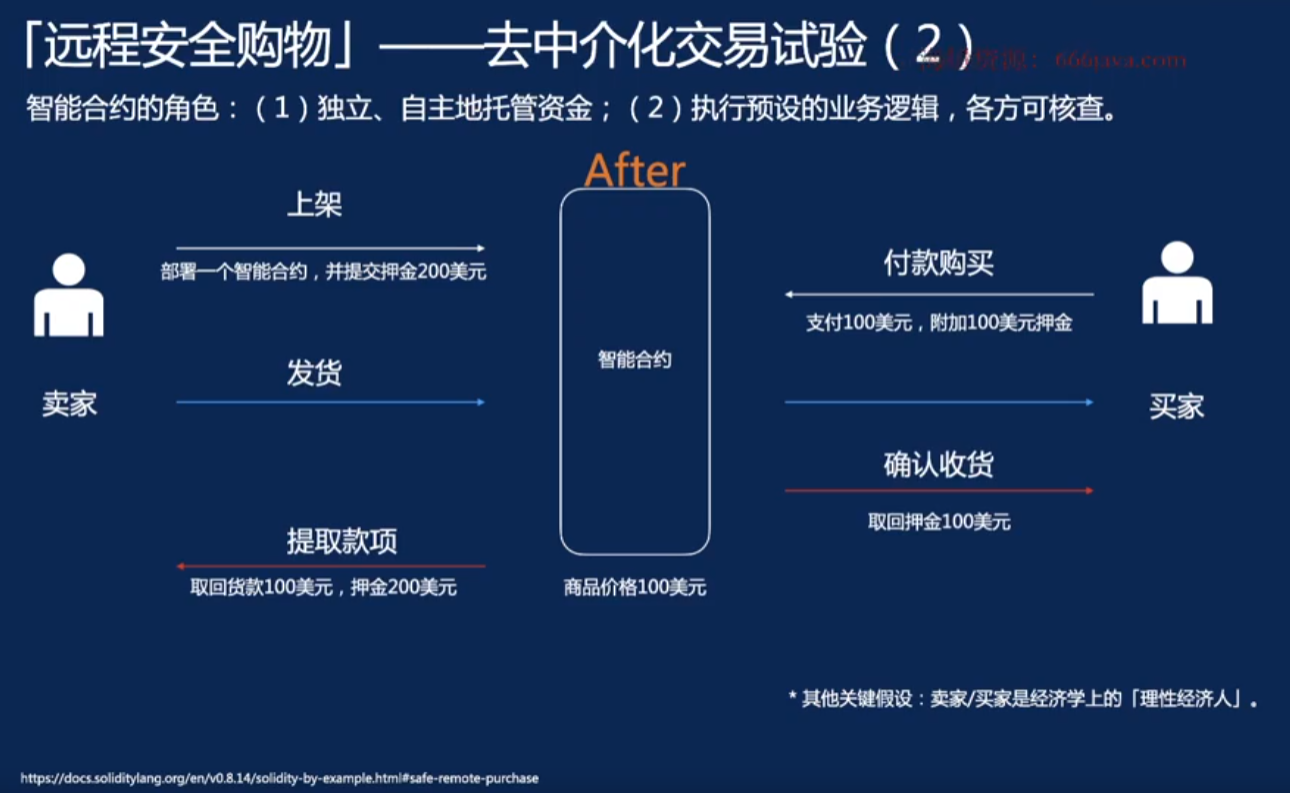 「远程安全购物」——去中介化交易试验（2）
666java.com
智能合约的角色：（1）独立、自主地托管资金；（2）执行预设的业务逻辑，各方可核查。
After
上架
部署一个智能合约，并提交押金200美元
付款购买
支付100美元，附加100美元押金
智能合约
发货
卖家
买家
确认收货
取回押金100美元
提取款项
取回货款100美元，押金200美元
商品价格100美元
* 其他关键假设：卖家/买家是经济学上的「理性经济人」。
https://docs.soliditylang.org/en/v0.8.14/solidity-by-example.html#safe-remote-purchase